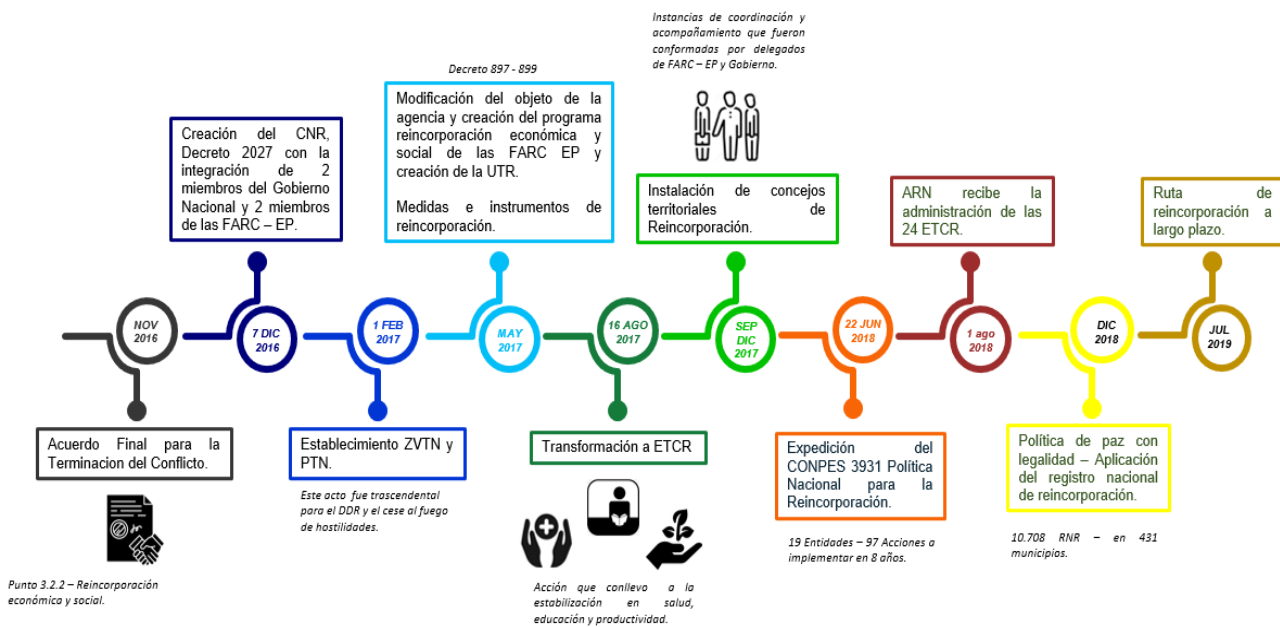 Instancias de coordinación y
acompañamiento que fueron
conformadas por delegados
de FARC – EP y Gobierno.
Decreto 897 - 899
Modificación del objeto de la
agencia y creación del programa
reincorporación económica y
social de las FARC EP y
creación de la UTR.
Medidas e instrumentos de
reincorporación.
Creación del CNR,
Decreto 2027 con la
integración de 2
miembros del Gobierno
Nacional y 2 miembros
de las FARC – EP.
Instalación de concejos
territoriales de
Reincorporación.
ARN recibe la
administración de las
24 ETCR.
Ruta de
reincorporación a
largo plazo.
NOV
2016
7 DIC
2016
1 FEB
2017
MAY
2017
16 AGO
2017
SEP
DIC
2017
22 JUN
2018
1 ago
2018
DIC
2018
JUL
2019
Acuerdo Final para la
Terminacion del Conflicto.
Punto 3.2.2 – Reincorporación
económica y social.
Establecimiento ZVTN y
PTN.
Este acto fue trascendental
para el DDR y el cese al fuego
de hostilidades.
Transformación a ETCR
Acción que conllevo a la
estabilización en salud,
educación y productividad.
Expedición del
CONPES 3931 Política
Nacional para la
Reincorporación.
19 Entidades – 97 Acciones a
implementar en 8 años.
Política de paz con
legalidad – Aplicación
del registro nacional
de reincorporación.
10.708 RNR – en 431
municipios.